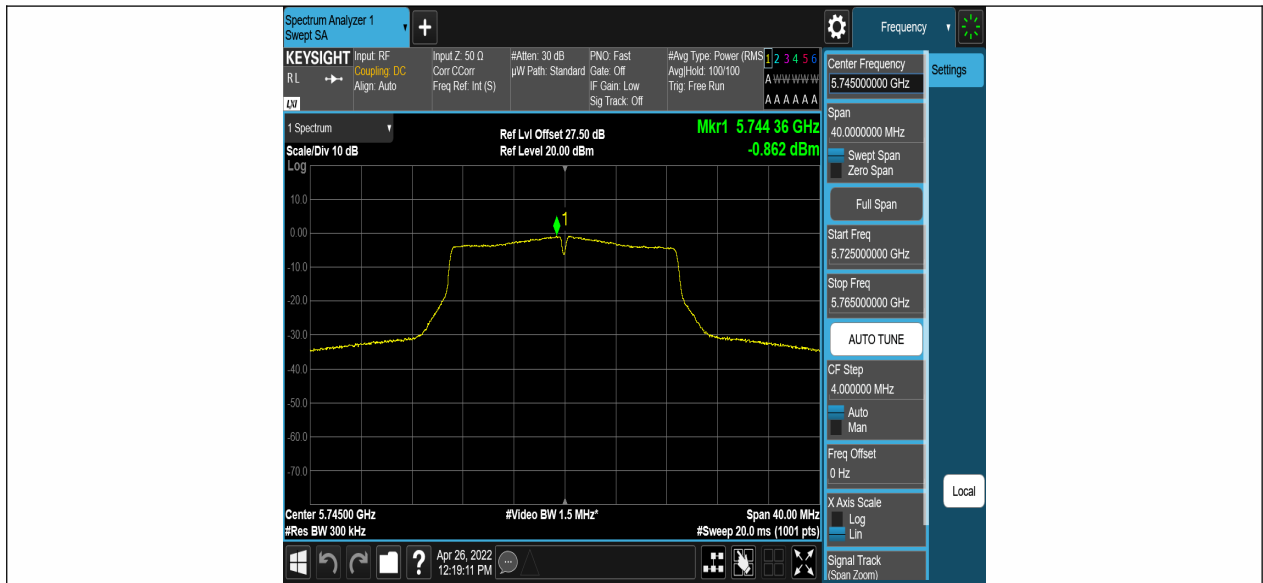 Spectrum Analyzer 1
Swept SA
+
Frequency
KEYSIGHT
RL
LXI
Input: RF
Coupling: DC
Align: Auto
Input Z: 50 Ω
Corr CCorr
Freq Ref: Int (S)
#Atten: 30 dB
µW Path: Standard
PNO: Fast
Gate: Off
IF Gain: Low
Sig Track: Off
#Avg Type: Power (RMS
Avg|Hold: 100/100
Trig: Free Run
1 2 3 4 5 6
A W W W W W
A A A A A A
1 Spectrum
Scale/Div 10 dB
Ref Lvl Offset 27.50 dB
Ref Level 20.00 dBm
Mkr1 5.744 36 GHz
-0.862 dBm
Log
10.0
0.00
-10.0
-20.0
-30.0
-40.0
-50.0
-60.0
-70.0
1
Center 5.74500 GHz
#Res BW 300 kHz
#Video BW 1.5 MHz*
Span 40.00 MHz
#Sweep 20.0 ms (1001 pts)
?
Apr 26, 2022
12:19:11 PM
Center Frequency
5.745000000 GHz
Span
40.0000000 MHz
Swept Span
Zero Span
Full Span
Start Freq
5.725000000 GHz
Stop Freq
5.765000000 GHz
AUTO TUNE
CF Step
4.000000 MHz
Auto
Man
Freq Offset
0 Hz
X Axis Scale
Log
Lin
Signal Track
(Span Zoom)
Settings
Local